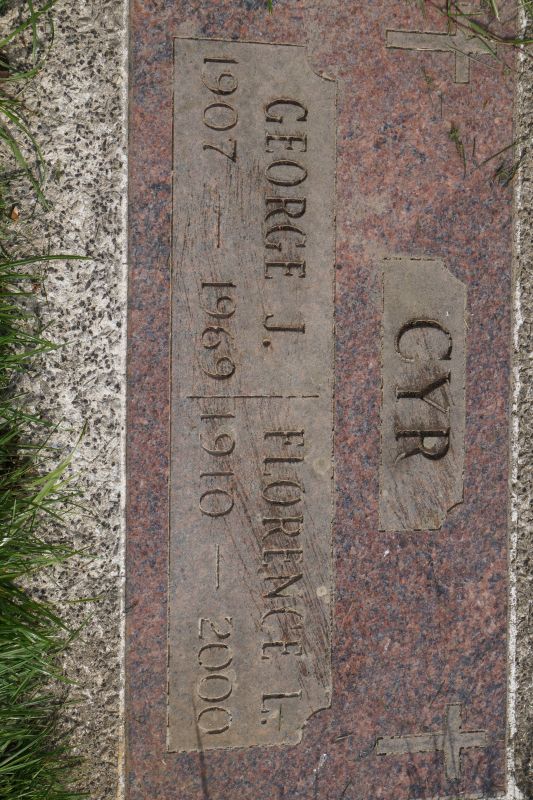 CYR
GEORGE J.
1907 – 1969
FLORENCE L.
1910 – 2000